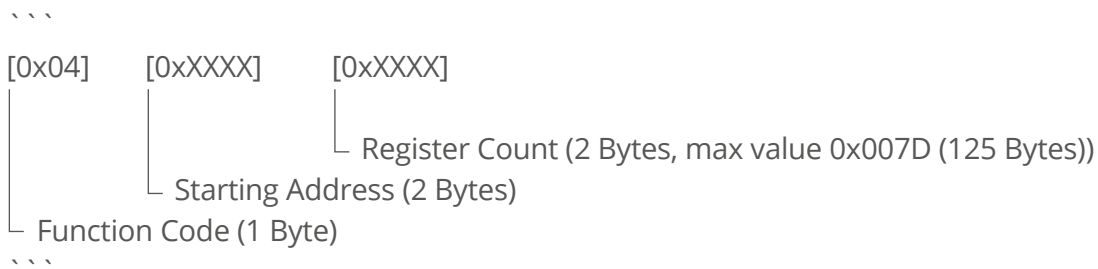 ```
[0x04] [0xXXXX] [0xXXXX]
Register Count (2 Bytes, max value 0x007D (125 Bytes))
Starting Address (2 Bytes)
Function Code (1 Byte)
```